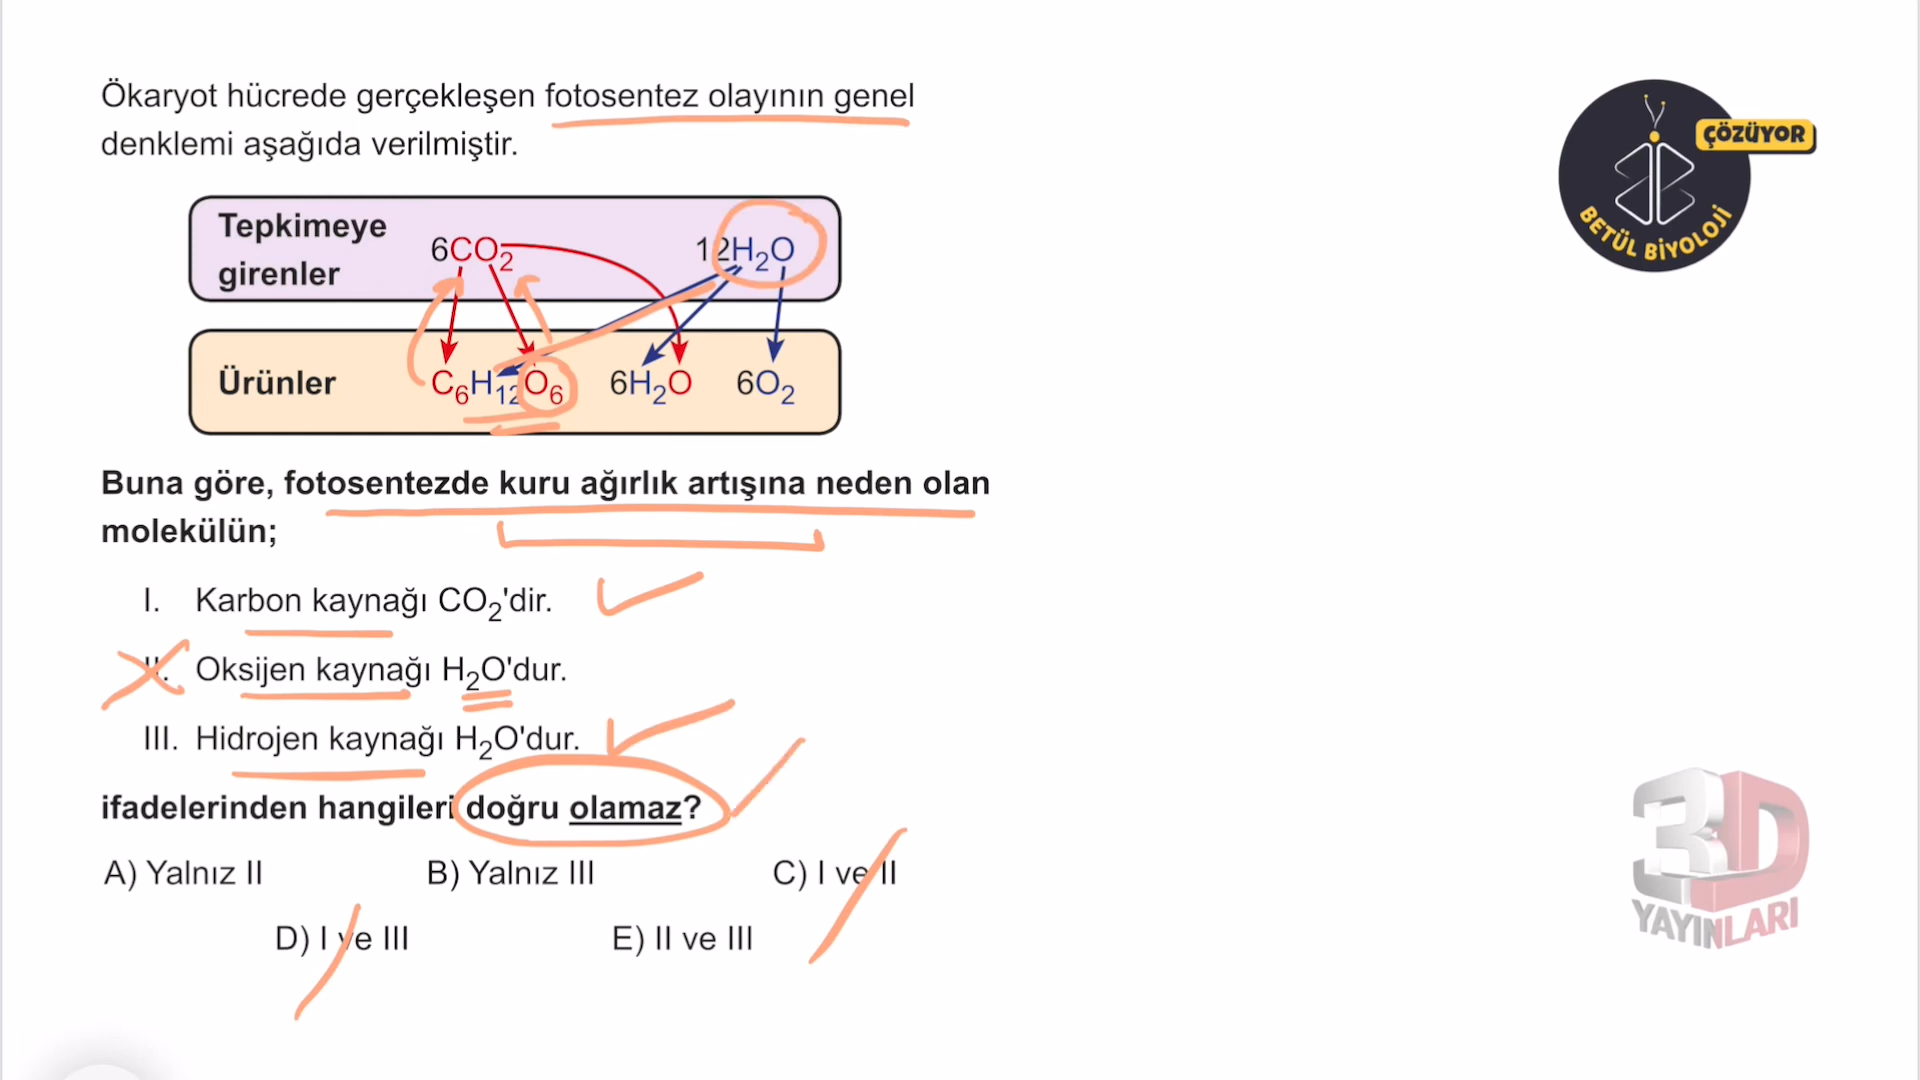 Ökaryot hücrede gerçekleşen fotosentez olayının genel
denklemi aşağıda verilmiştir.
ÇÖZÜYOR
BETÜL BİYOLOJİ
Tepkimeye
girenler
6CO₂ 12H₂O
Ürünler
C₆H₁₂O₆ 6H₂O 6O₂
Buna göre, fotosentezde kuru ağırlık artışına neden olan
molekülün;
I. Karbon kaynağı CO₂'dir.
II. Oksijen kaynağı H₂O'dur.
III. Hidrojen kaynağı H₂O'dur.
ifadelerinden hangileri doğru olamaz?
A) Yalnız II B) Yalnız III C) I ve II
D) I ve III E) II ve III
3D
YAYINLARI